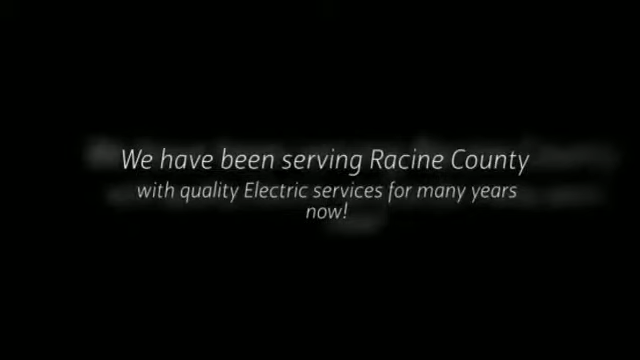 We have been serving Racine County
with quality Electric services for many years
now!